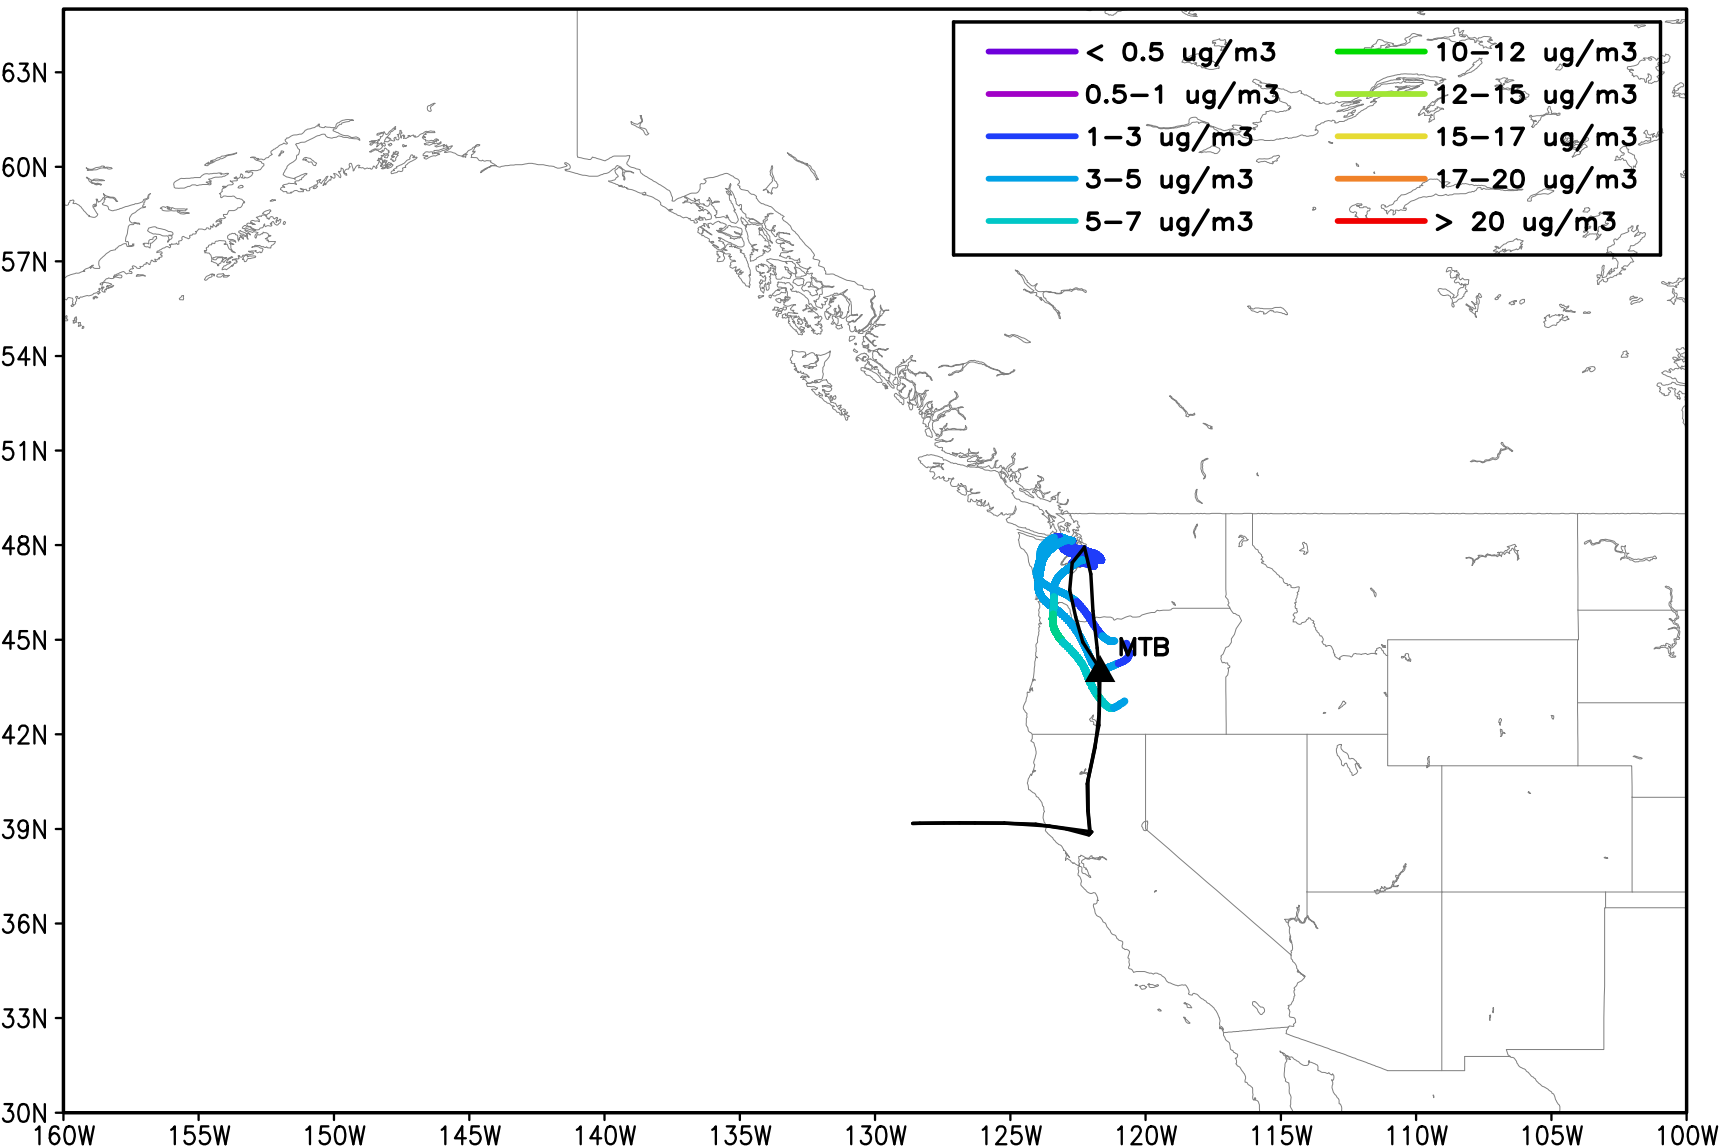 < 0.5 ug/m3
0.5-1 ug/m3
1-3 ug/m3
3-5 ug/m3
5-7 ug/m3
10-12 ug/m3
12-15 ug/m3
15-17 ug/m3
17-20 ug/m3
> 20 ug/m3
63N
60N
57N
54N
51N
48N
45N
42N
39N
36N
33N
30N
MTB
160W 155W 150W 145W 140W 135W 130W 125W 120W 115W 110W 105W 100W